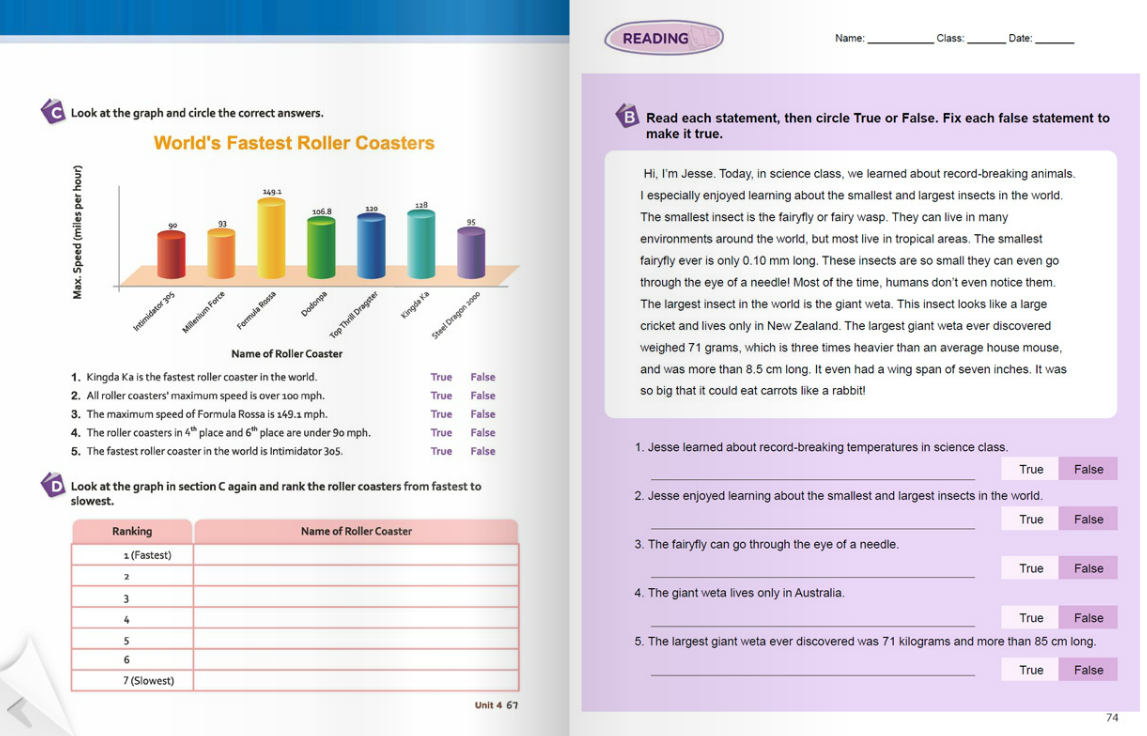 C Look at the graph and circle the correct answers.
World's Fastest Roller Coasters
Max. Speed (miles per hour)
90
93
149.1
106.8
120
128
95
Intimidator 305
Millenium Force
Formula Rossa
Dodonpa
Top Thrill Dragster
Kingda Ka
Steel Dragon 2000
Name of Roller Coaster
1. Kingda Ka is the fastest roller coaster in the world. True False
2. All roller coasters' maximum speed is over 100 mph. True False
3. The maximum speed of Formula Rossa is 149.1 mph. True False
4. The roller coasters in 4th place and 6th place are under 90 mph. True False
5. The fastest roller coaster in the world is Intimidator 305. True False
D Look at the graph in section C again and rank the roller coasters from fastest to
slowest.
Ranking Name of Roller Coaster
1 (Fastest)
2
3
4
5
6
7 (Slowest)
Unit 4 67
READING
Name: __________ Class: ______ Date: ______
B Read each statement, then circle True or False. Fix each false statement to
make it true.
Hi, I'm Jesse. Today, in science class, we learned about record-breaking animals.
I especially enjoyed learning about the smallest and largest insects in the world.
The smallest insect is the fairyfly or fairy wasp. They can live in many
environments around the world, but most live in tropical areas. The smallest
fairyfly ever is only 0.10 mm long. These insects are so small they can even go
through the eye of a needle! Most of the time, humans don't even notice them.
The largest insect in the world is the giant weta. This insect looks like a large
cricket and lives only in New Zealand. The largest giant weta ever discovered
weighed 71 grams, which is three times heavier than an average house mouse,
and was more than 8.5 cm long. It even had a wing span of seven inches. It was
so big that it could eat carrots like a rabbit!
1. Jesse learned about record-breaking temperatures in science class.
True False
2. Jesse enjoyed learning about the smallest and largest insects in the world.
True False
3. The fairyfly can go through the eye of a needle.
True False
4. The giant weta lives only in Australia.
True False
5. The largest giant weta ever discovered was 71 kilograms and more than 85 cm long.
True False
74